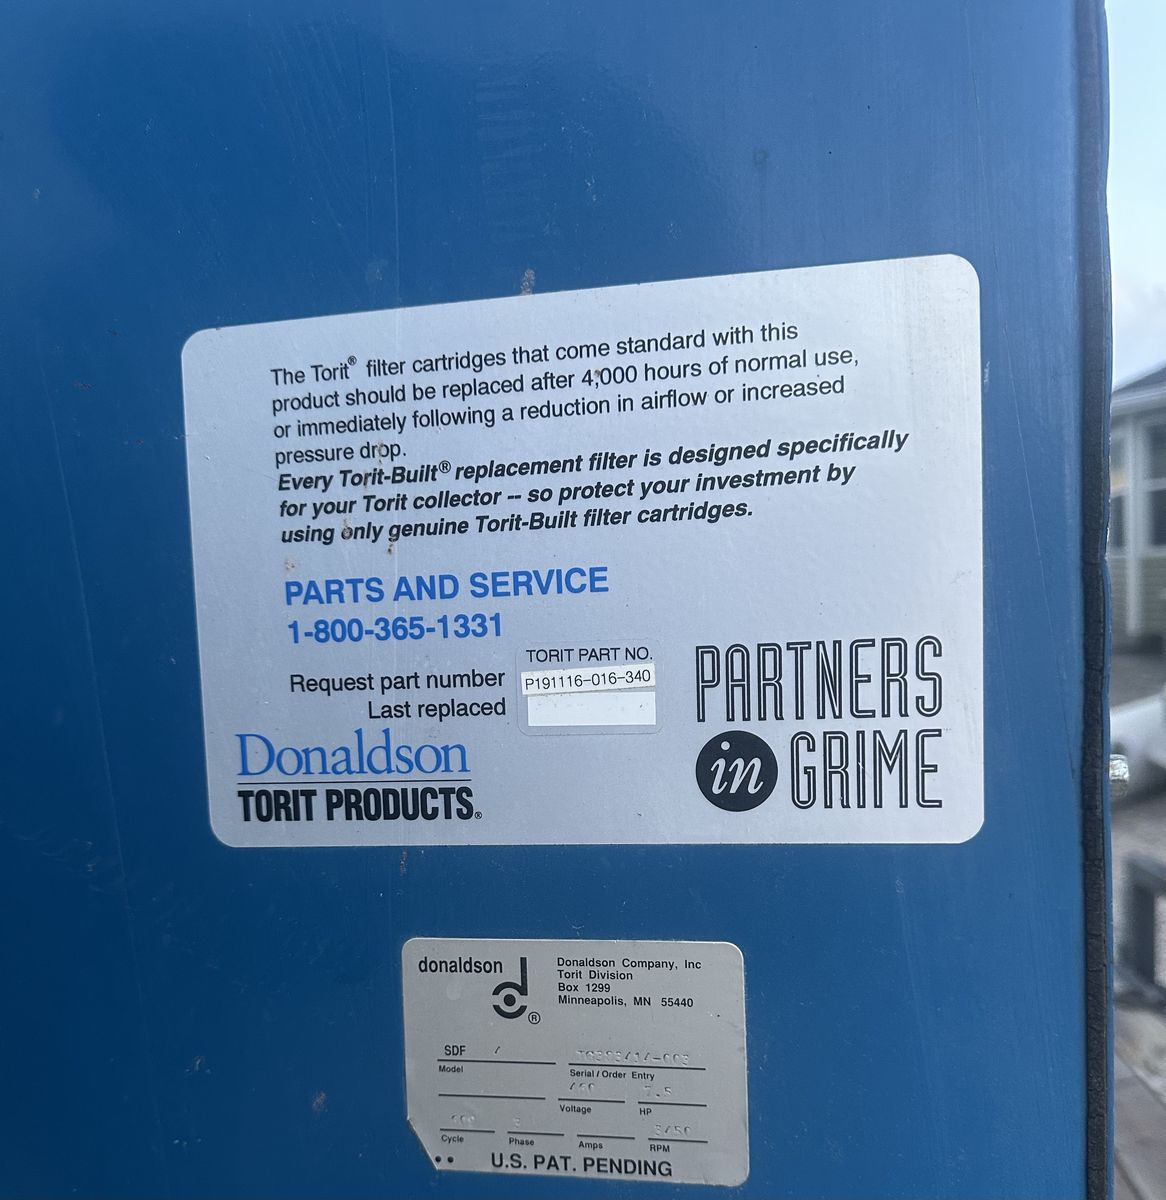 The Torit® filter cartridges that come standard with this
product should be replaced after 4,000 hours of normal use,
or immediately following a reduction in airflow or increased
pressure drop.
Every Torit-Built® replacement filter is designed specifically
for your Torit collector -- so protect your investment by
using only genuine Torit-Built filter cartridges.
PARTS AND SERVICE
1-800-365-1331
TORIT PART NO.
Request part number P191116-016-340
Last replaced
Donaldson
TORIT PRODUCTS®
PARTNERS
in GRIME
donaldson
®
Donaldson Company, Inc
Torit Division
Box 1299
Minneapolis, MN 55440
SDF
Model
Serial / Order Entry
7.5
Voltage
HP
3450
Cycle
Phase
Amps
RPM
U.S. PAT. PENDING